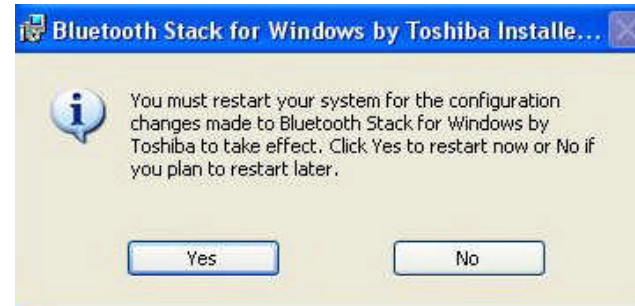 Bluetooth Stack for Windows by Toshiba Installe...
You must restart your system for the configuration
changes made to Bluetooth Stack for Windows by
Toshiba to take effect. Click Yes to restart now or No if
you plan to restart later.
Yes No